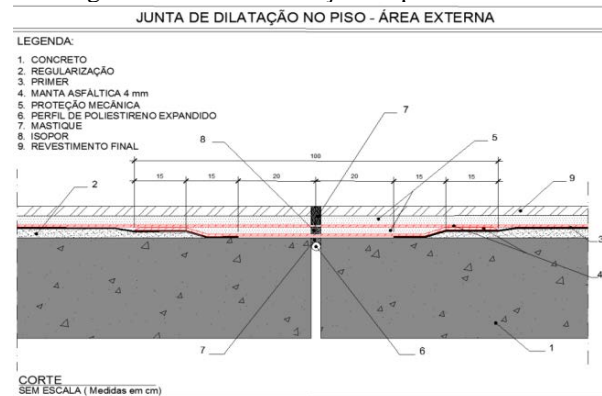 JUNTA DE DILATAÇÃO NO PISO - ÁREA EXTERNA
LEGENDA:
1. CONCRETO
2. REGULARIZAÇÃO
3. PRIMER
4. MANTA ASFÁLTICA 4 mm
5. PROTEÇÃO MECÂNICA
6. PERFIL DE POLIESTIRENO EXPANDIDO
7. MASTIQUE
8. ISOPOR
9. REVESTIMENTO FINAL
7
8
5
100
15 15 20 20 15 15
2
9
3
4
7
6
1
CORTE
SEM ESCALA ( Medidas em cm)